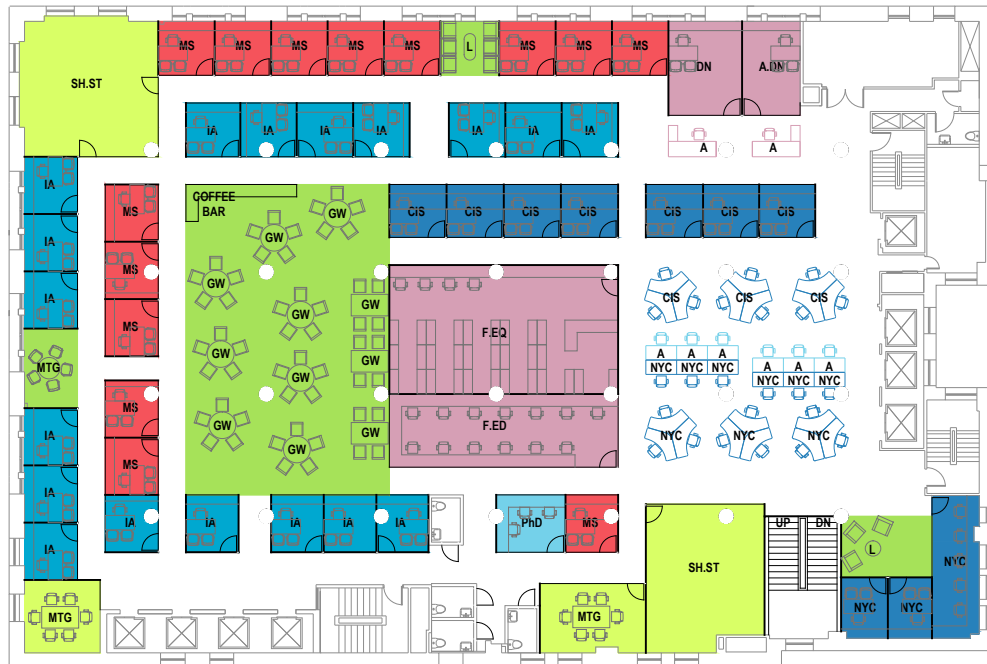 MS MS MS MS MS L MS MS MS A.DN A.DN
SH.ST
IA IA IA IA IA IA IA
A A
IA
COFFEE
BAR
MS GW CIS CIS CIS CIS CIS CIS CIS
IA GW
MS
IA GW GW CIS CIS CIS
MS GW F.EQ
A A A
GW GW NYC NYC NYC A A A
MTG GW NYC NYC NYC
MS
IA GW F.ED GW NYC NYC NYC
MS GW
IA
IA IA IA IA IA PhD MS UP DN
IA L NYC
SH.ST
NYC NYC
MTG MTG